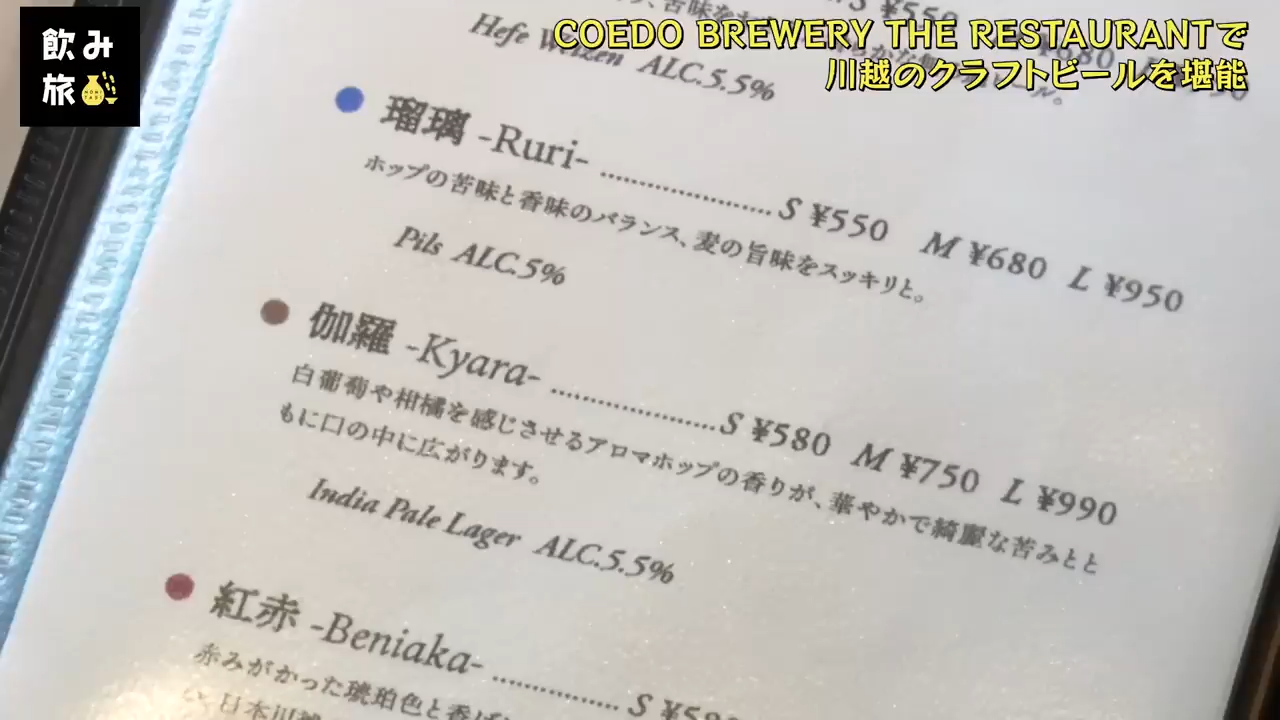 飲み
旅
COEDO BREWERY THE RESTAURANTで
川越のクラフトビールを堪能
S ¥550
Hefe Weizen ALC.5.5%
瑠璃 -Ruri- S ¥550 M ¥680 L ¥950
ホップの苦味と香味のバランス、麦の旨味をスッキリと。
Pils ALC.5%
伽羅 -Kyara- S ¥580 M ¥750 L ¥990
白葡萄や柑橘を感じさせるアロマホップの香りが、華やかで綺麗な苦みとと
もに口の中に広がります。
India Pale Lager ALC.5.5%
紅赤 -Beniaka- S
赤みがかった琥珀色と香ば
日本川越